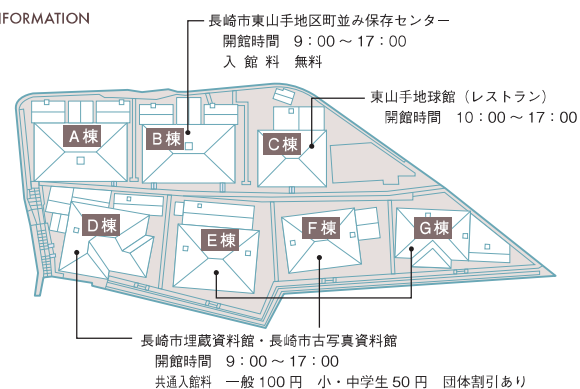 NFORMATION
長崎市東山手地区町並み保存センター
開館時間 9：00～17：00
入館料 無料
東山手地球館（レストラン）
開館時間 10：00～17：00
A棟
B棟
C棟
D棟
E棟
F棟
G棟
長崎市埋蔵資料館・長崎市古写真資料館
開館時間 9：00～17：00
共通入館料 一般100円 小・中学生50円 団体割引あり